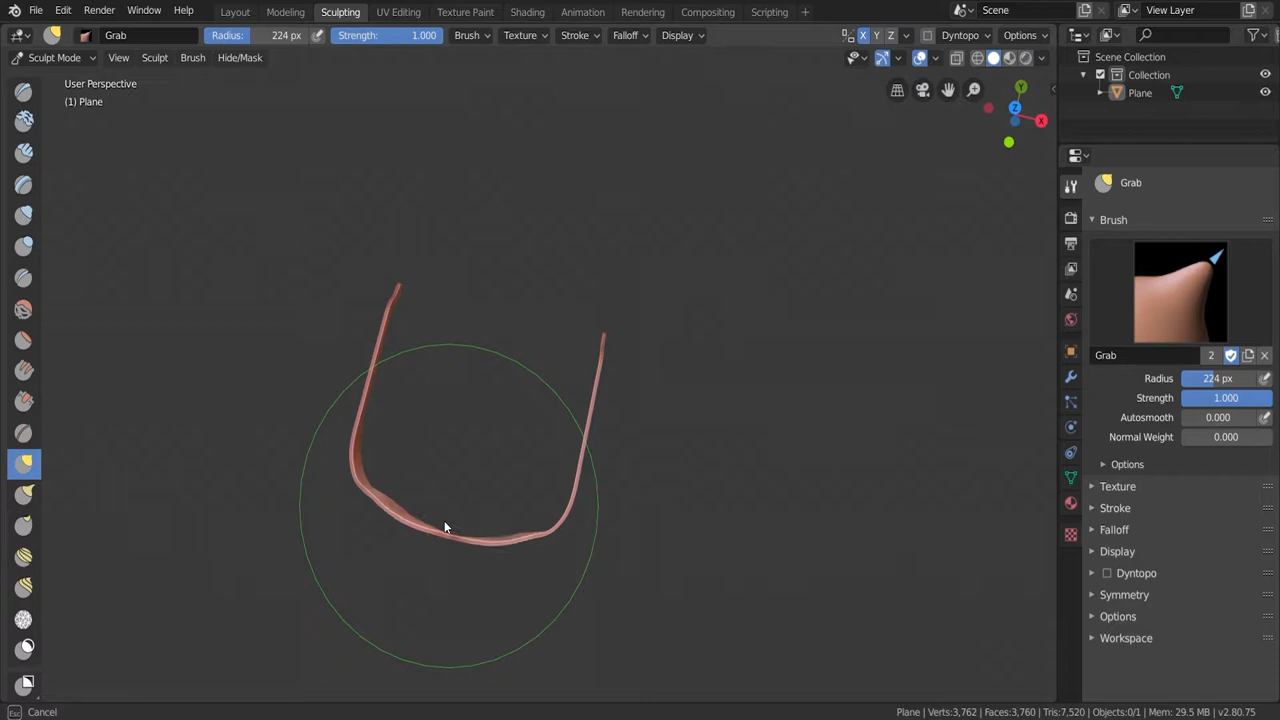 File Edit Render Window Help Layout Modeling Sculpting UV Editing Texture Paint Shading Animation Rendering Compositing Scripting + Scene View Layer
Grab Radius: 224 px Strength: 1.000 Brush Texture Stroke Falloff Display X Y Z Dyntopo Options
Sculpt Mode View Sculpt Brush Hide/Mask
Scene Collection
Collection
Plane
User Perspective
(1) Plane
Y
Z
X
Grab
Brush
Grab 2
Radius 224 px
Strength 1.000
Autosmooth 0.000
Normal Weight 0.000
Options
Texture
Stroke
Falloff
Display
Dyntopo
Symmetry
Options
Workspace
Esc Cancel
Plane | Verts:3,762 | Faces:3,760 | Tris:7,520 | Objects:0/1 | Mem: 29.5 MB | v2.80.75